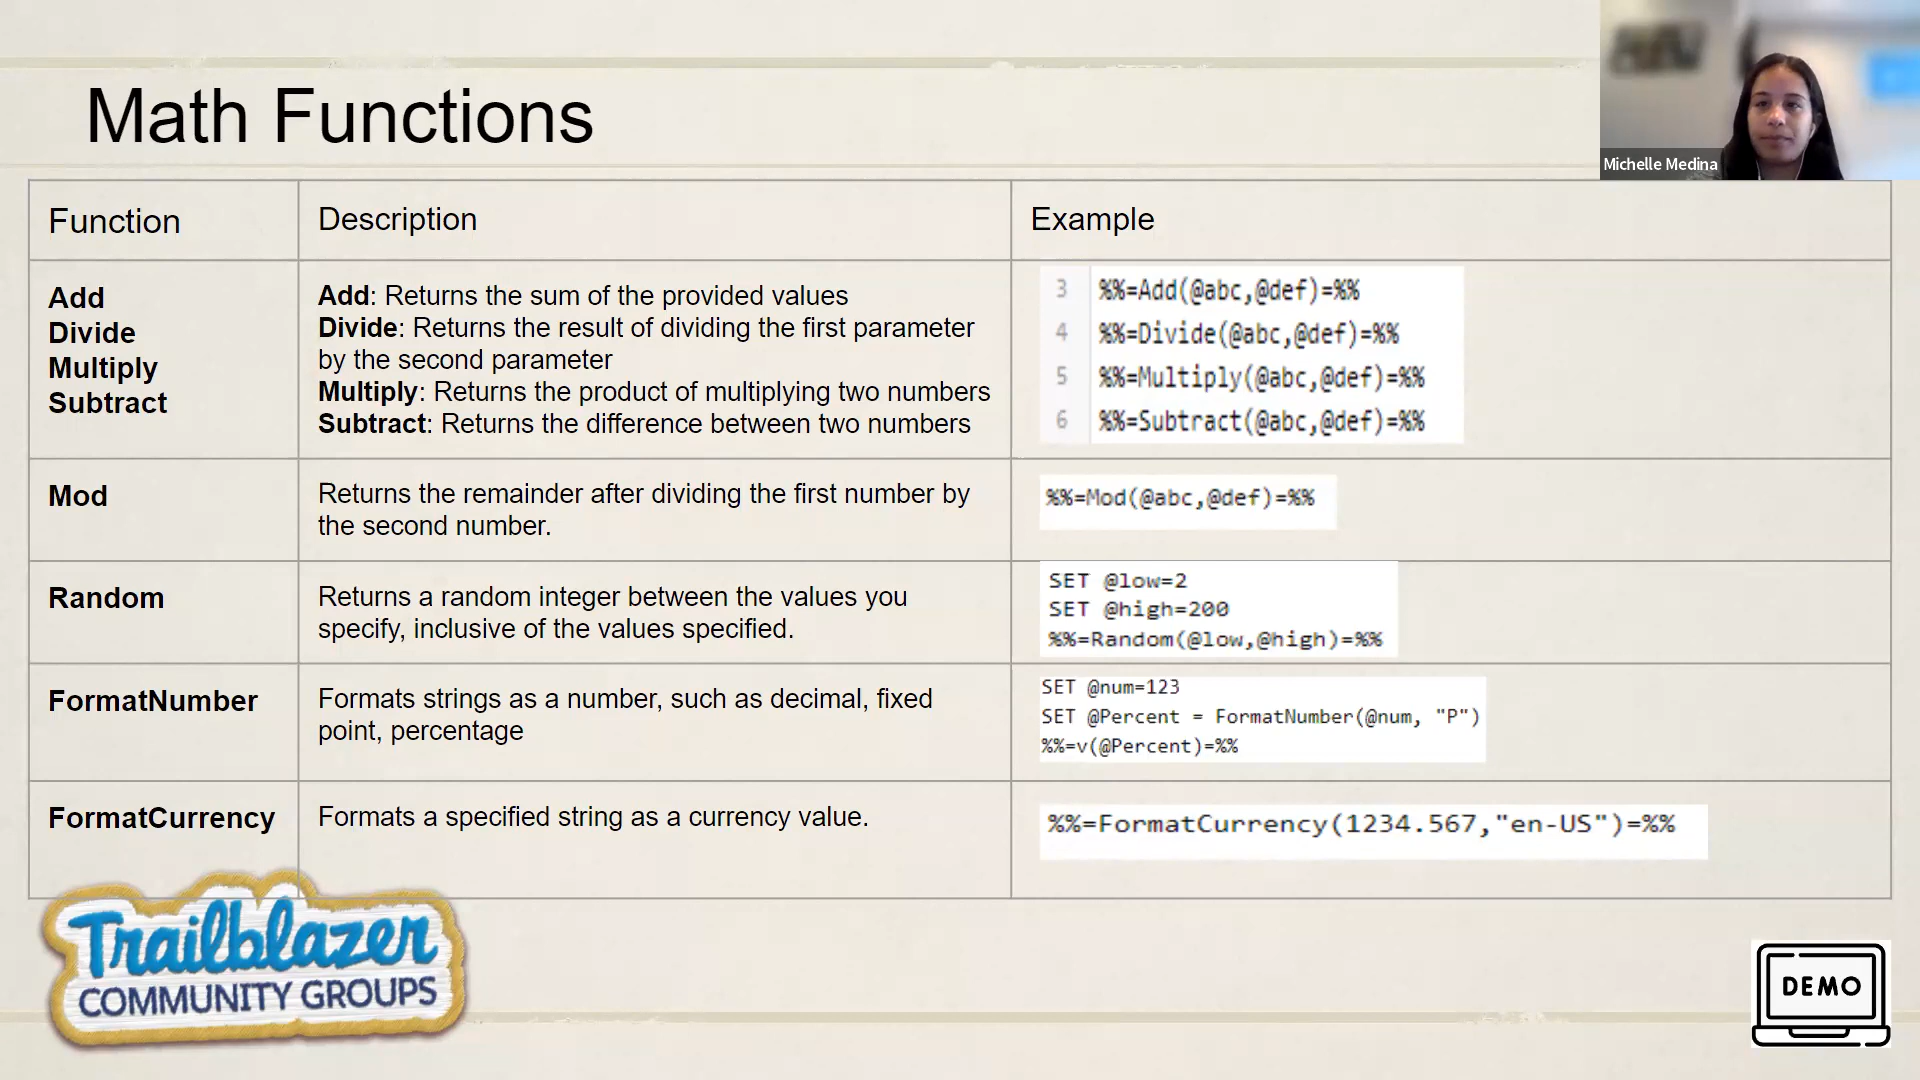 Math Functions
Michelle Medina
Function
Description
Example
Add
Divide
Multiply
Subtract
Add: Returns the sum of the provided values
Divide: Returns the result of dividing the first parameter
by the second parameter
Multiply: Returns the product of multiplying two numbers
Subtract: Returns the difference between two numbers
3 %%=Add(@abc,@def)=%%
4 %%=Divide(@abc,@def)=%%
5 %%=Multiply(@abc,@def)=%%
6 %%=Subtract(@abc,@def)=%%
Mod
Returns the remainder after dividing the first number by
the second number.
%%=Mod(@abc,@def)=%%
Random
Returns a random integer between the values you
specify, inclusive of the values specified.
SET @low=2
SET @high=200
%%=Random(@low,@high)=%%
FormatNumber
Formats strings as a number, such as decimal, fixed
point, percentage
SET @num=123
SET @Percent = FormatNumber(@num, "P")
%%=v(@Percent)=%%
FormatCurrency
Formats a specified string as a currency value.
%%=FormatCurrency(1234.567,"en-US")=%%
Trailblazer
COMMUNITY GROUPS
DEMO